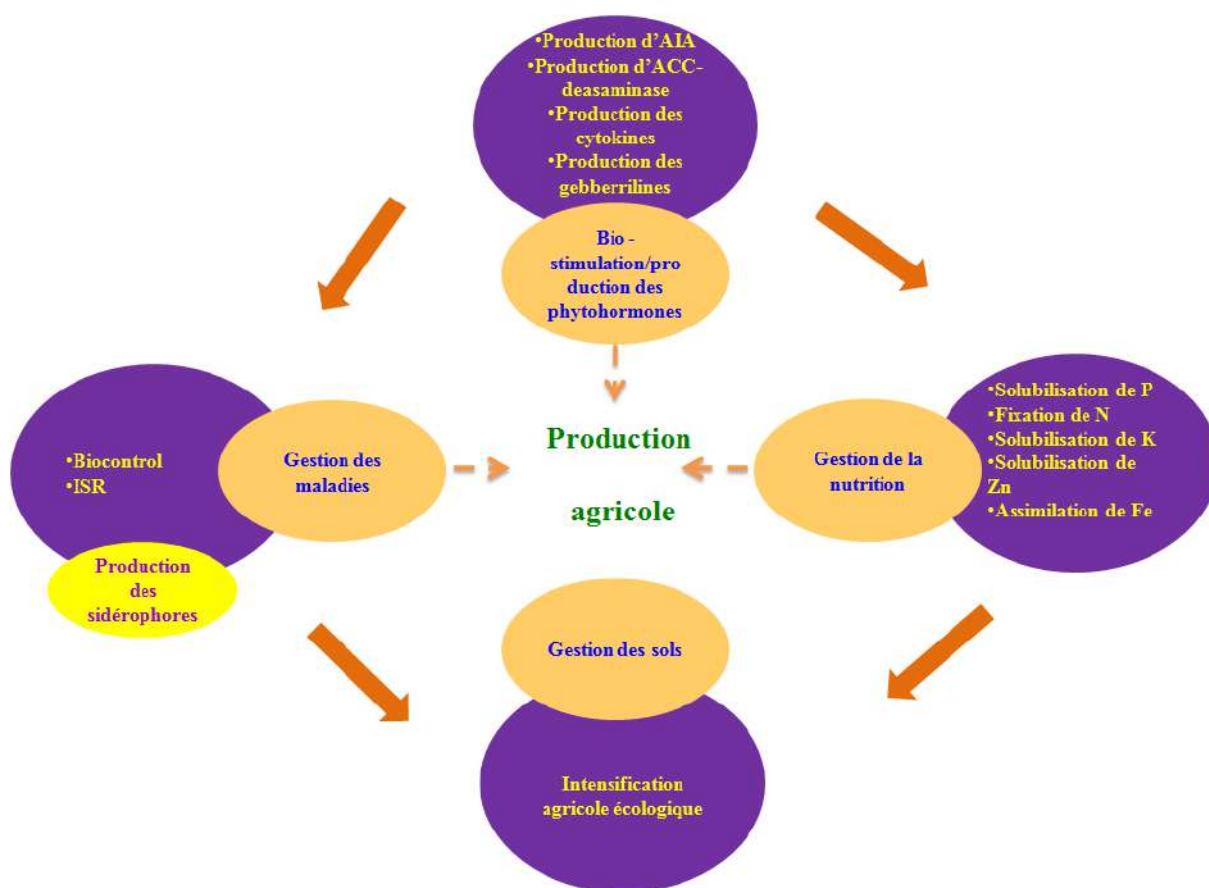 •Production d’AIA
•Production d’ACC-
deasaminase
•Production des
cytokines
•Production des
gebberrilines
Bio -
stimulation/pro
duction des
phytohormones
•Biocontrol
•ISR
Gestion des
maladies
Production
des
sidérophores
Production
agricole
Gestion de la
nutrition
•Solubilisation de P
•Fixation de N
•Solubilisation de K
•Solubilisation de
Zn
•Assimilation de Fe
Gestion des sols
Intensification
agricole écologique